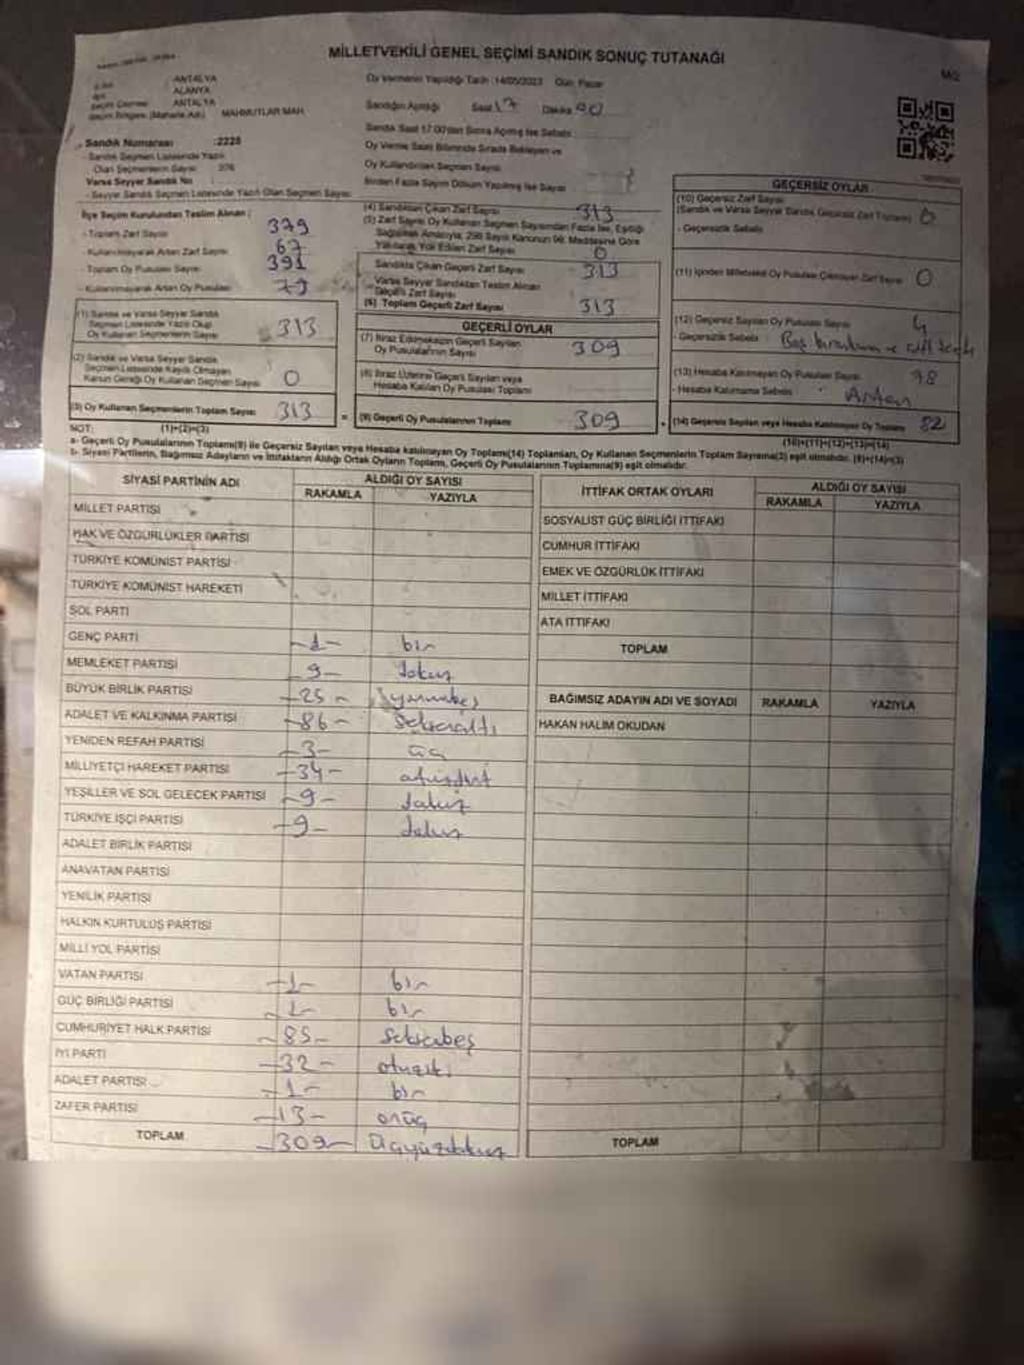 MİLLETVEKİLİ GENEL SEÇİMİ SANDIK SONUÇ TUTANAĞI
ANTALYA
ALANYA
ANTALYA
MAHMUTLAR MAH.
Oy Vermenin Yapıldığı Tarih :14/05/2023 Gün: Pazar
Sandığın Açıldığı Saat 17 Dakika 00
Sandık Saat 17:00'dan Sonra Açılmış İse Sebebi
Oy Verme Saati Bitiminde Sırada Bekleyen ve
Oy Kullandırılan Seçmen Sayısı
Birden Fazla Sayım Döküm Yapılmış İse Sayısı
Sandık Numarası :2228
- Sandık Seçmen Listesinde Yazılı
Olan Seçmenlerin Sayısı 376
Varsa Seyyar Sandık No
- Seyyar Sandık Seçmen Listesinde Yazılı Olan Seçmen Sayısı
İlçe Seçim Kurulundan Teslim Alınan :
- Toplam Zarf Sayısı 379
- Kullanılmayarak Artan Zarf Sayısı 67
- Toplam Oy Pusulası Sayısı 391
- Kullanılmayarak Artan Oy Pusulası 79
(1) Sandık ve Varsa Seyyar Sandık
Seçmen Listesinde Yazılı Olup
Oy Kullanan Seçmenlerin Sayısı 313
(2) Sandık ve Varsa Seyyar Sandık
Seçmen Listesinde Kaydı Olmayan
Kanun Gereği Oy Kullanan Seçmen Sayısı 0
(3) Oy Kullanan Seçmenlerin Toplam Sayısı 313
(1)+(2)=(3)
(4) Sandıktan Çıkan Zarf Sayısı 313
(5) Zarf Sayısı Oy Kullanan Seçmen Sayısından Fazla İse, Eşitliği
Sağlamak Amacıyla; 298 Sayılı Kanunun 98. Maddesine Göre
Yakılarak Yok Edilen Zarf Sayısı 0
Sandıkta Çıkan Geçerli Zarf Sayısı 313
Varsa Seyyar Sandıktan Teslim Alınan
Geçerli Zarf Sayısı
(6) Toplam Geçerli Zarf Sayısı 313
GEÇERLİ OYLAR
(7) İtiraz Edilmeksizin Geçerli Sayılan
Oy Pusulalarının Sayısı 309
(8) İtiraz Üzerine Geçerli Sayılan veya
Hesaba Katılan Oy Pusulası Toplamı
(9) Geçerli Oy Pusulalarının Toplamı 309
GEÇERSİZ OYLAR
(10) Geçersiz Zarf Sayısı
(Sandık ve Varsa Seyyar Sandık Geçersiz Zarf Toplamı) 0
- Geçersizlik Sebebi
(11) İçinden Milletvekili Oy Pusulası Çıkmayan Zarf Sayısı 0
(12) Geçersiz Sayılan Oy Pusulası Sayısı 4
- Geçersizlik Sebebi Boş
(13) Hesaba Katılmayan Oy Pusulası Sayısı 78
- Hesaba Katılmama Sebebi Artan
(14) Geçersiz Sayılan veya Hesaba Katılmayan Oy Toplamı 82
(10)+(11)+(12)+(13)=(14)
NOT:
a- Geçerli Oy Pusulalarının Toplamı(9) ile Geçersiz Sayılan veya Hesaba katılmayan Oy Toplamı(14) Toplamları, Oy Kullanan Seçmenlerin Toplam Sayısına(3) eşit olmalıdır. (9)+(14)=(3)
b- Siyasi Partilerin, Bağımsız Adayların ve İttifakların Aldığı Ortak Oyların Toplamı, Geçerli Oy Pusulalarının Toplamına(9) eşit olmalıdır.
SİYASİ PARTİNİN ADI
ALDIĞI OY SAYISI
RAKAMLA YAZIYLA
MİLLET PARTİSİ
HAK VE ÖZGÜRLÜKLER PARTİSİ
TÜRKİYE KOMÜNİST PARTİSİ
TÜRKİYE KOMÜNİST HAREKETİ
SOL PARTİ
GENÇ PARTİ -1- bir
MEMLEKET PARTİSİ -9- dokuz
BÜYÜK BİRLİK PARTİSİ -25- yirmibeş
ADALET VE KALKINMA PARTİSİ -86- seksenaltı
YENİDEN REFAH PARTİSİ -3- üç
MİLLİYETÇİ HAREKET PARTİSİ -34- otuzdört
YEŞİLLER VE SOL GELECEK PARTİSİ -9- dokuz
TÜRKİYE İŞÇİ PARTİSİ -9- dokuz
ADALET BİRLİK PARTİSİ
ANAVATAN PARTİSİ
YENİLİK PARTİSİ
HALKIN KURTULUŞ PARTİSİ
MİLLİ YOL PARTİSİ
VATAN PARTİSİ -1- bir
GÜÇ BİRLİĞİ PARTİSİ -1- bir
CUMHURİYET HALK PARTİSİ -85- seksenbeş
İYİ PARTİ -32- otuziki
ADALET PARTİSİ -1- bir
ZAFER PARTİSİ -13- onüç
TOPLAM -309- üçyüzdokuz
İTTİFAK ORTAK OYLARI
ALDIĞI OY SAYISI
RAKAMLA YAZIYLA
SOSYALİST GÜÇ BİRLİĞİ İTTİFAKI
CUMHUR İTTİFAKI
EMEK VE ÖZGÜRLÜK İTTİFAKI
MİLLET İTTİFAKI
ATA İTTİFAKI
TOPLAM
BAĞIMSIZ ADAYIN ADI VE SOYADI RAKAMLA YAZIYLA
HAKAN HALİM OKUDAN
TOPLAM